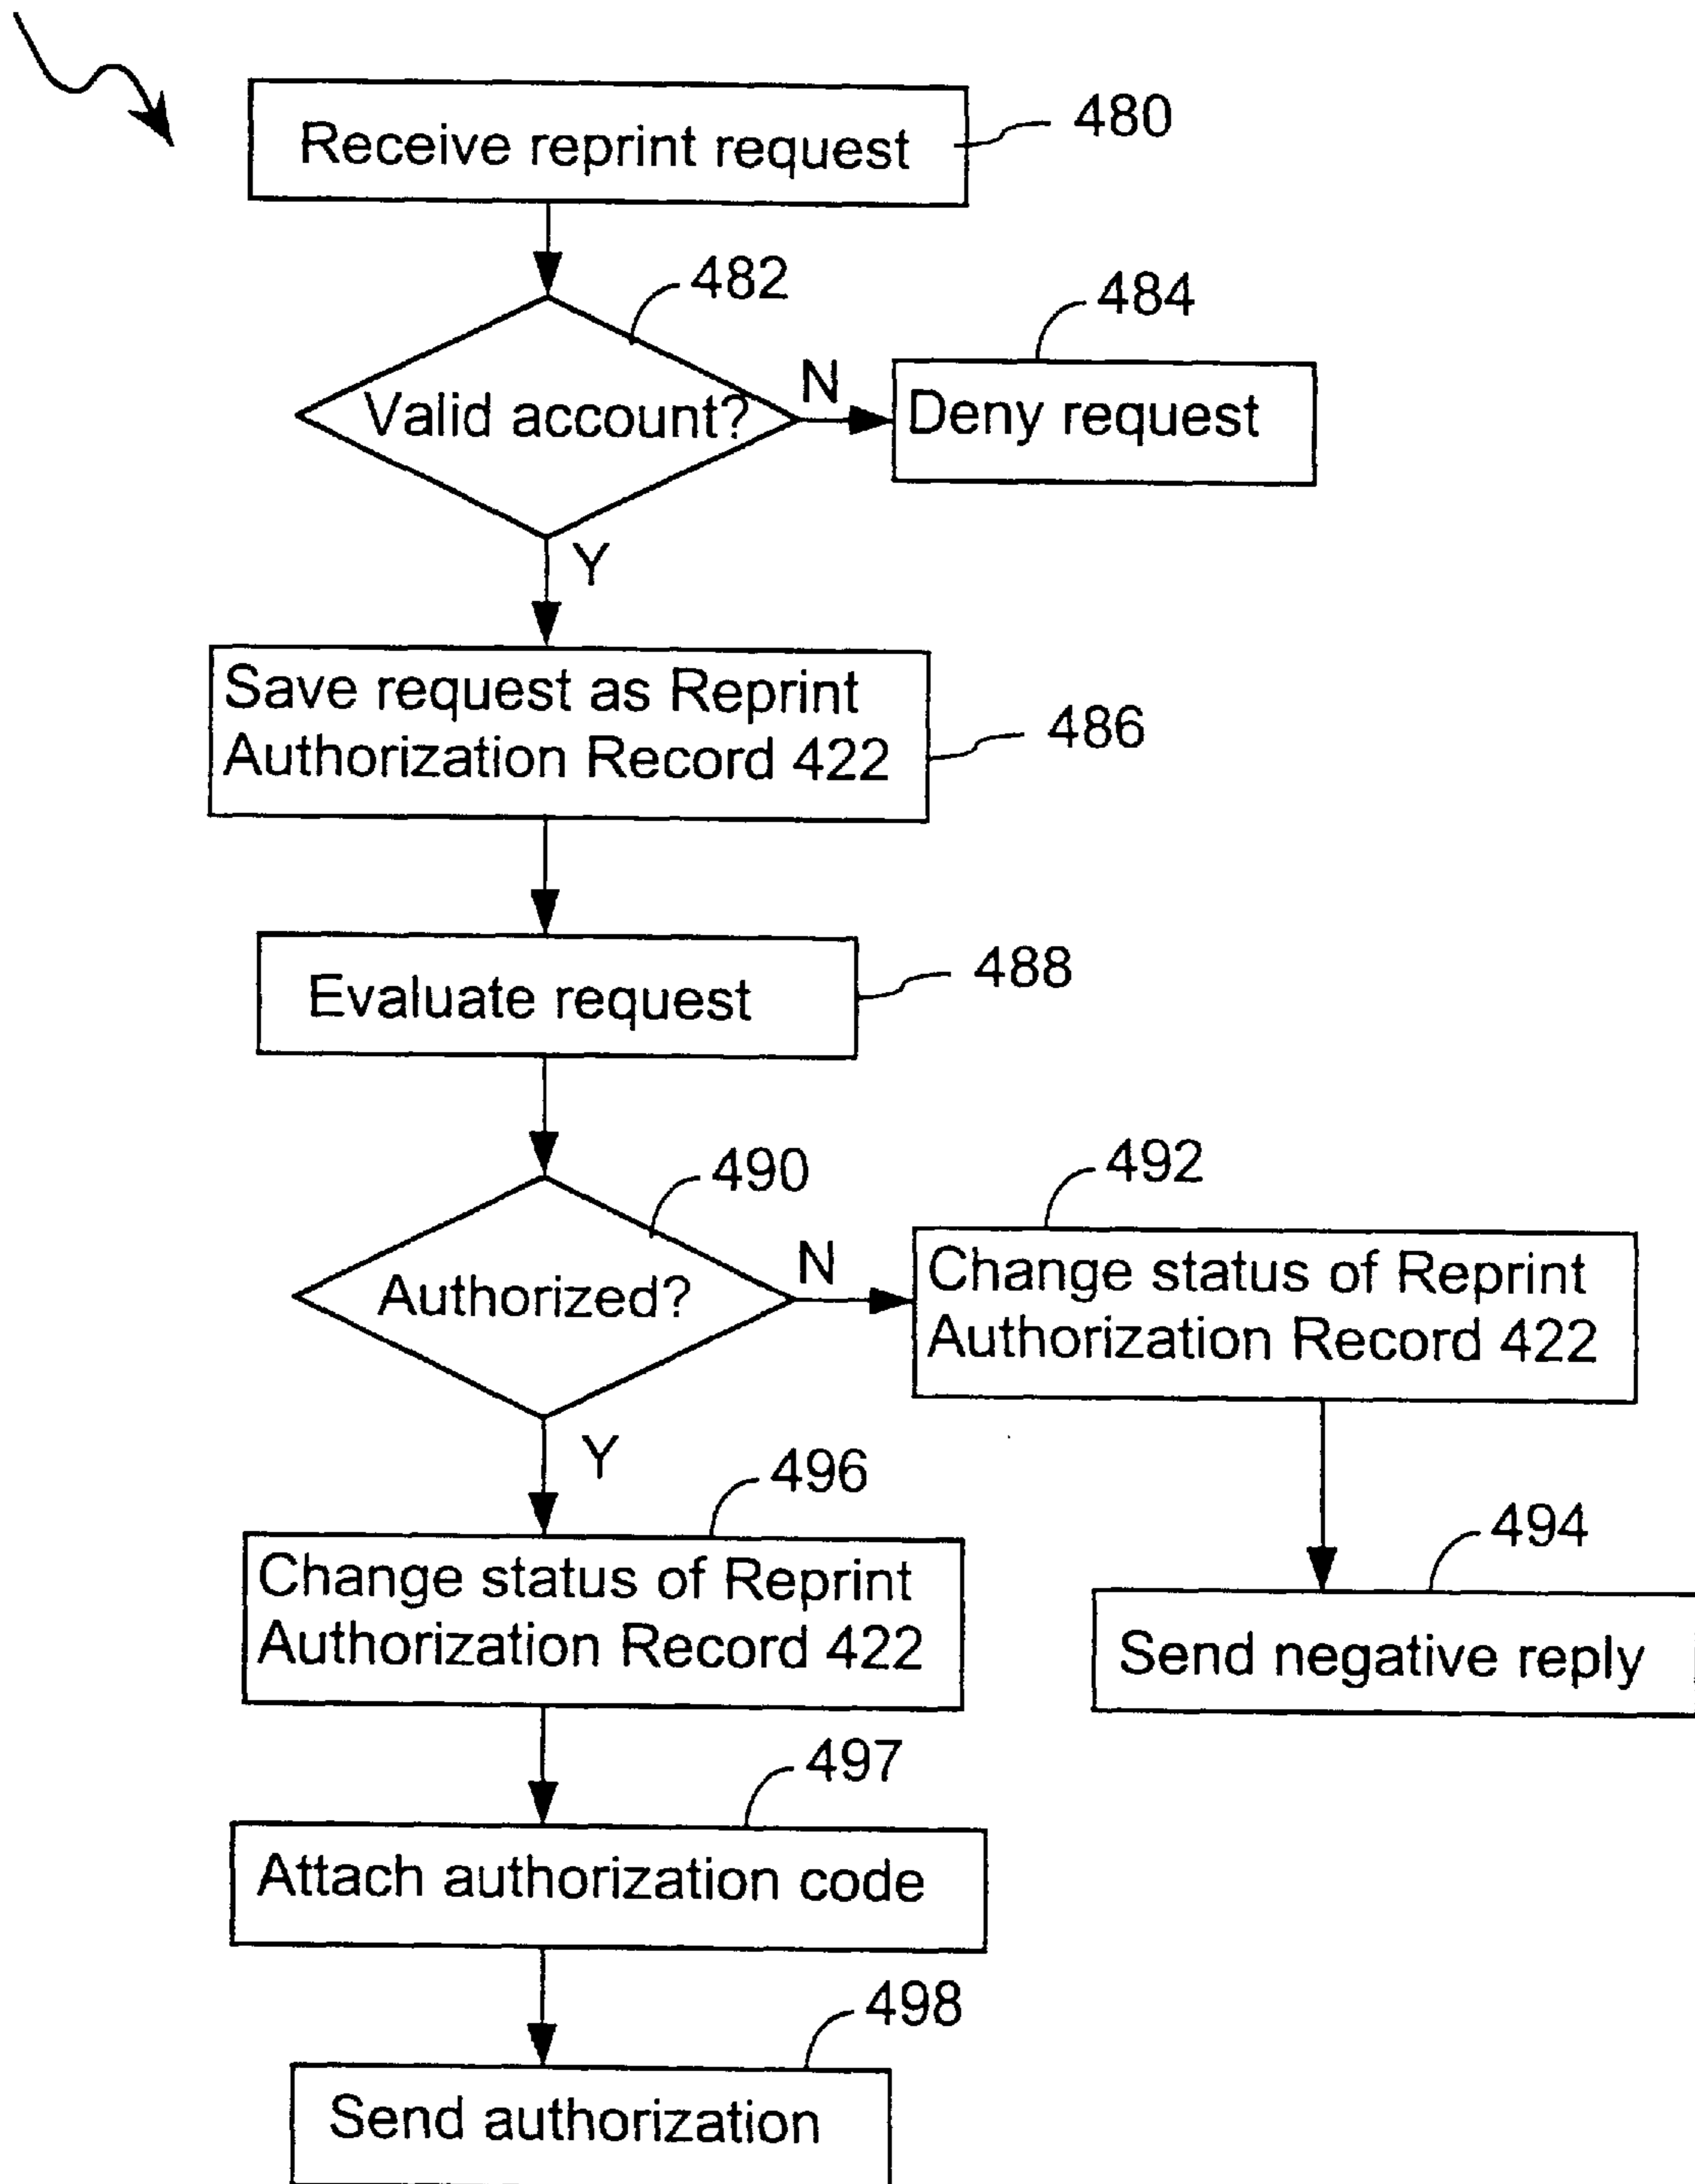 Receive reprint request
480
482
Valid account?
N
484
Deny request
Y
Save request as Reprint
Authorization Record 422
486
Evaluate request
488
490
Authorized?
N
492
Change status of Reprint
Authorization Record 422
Y
496
Change status of Reprint
Authorization Record 422
494
Send negative reply
497
Attach authorization code
498
Send authorization